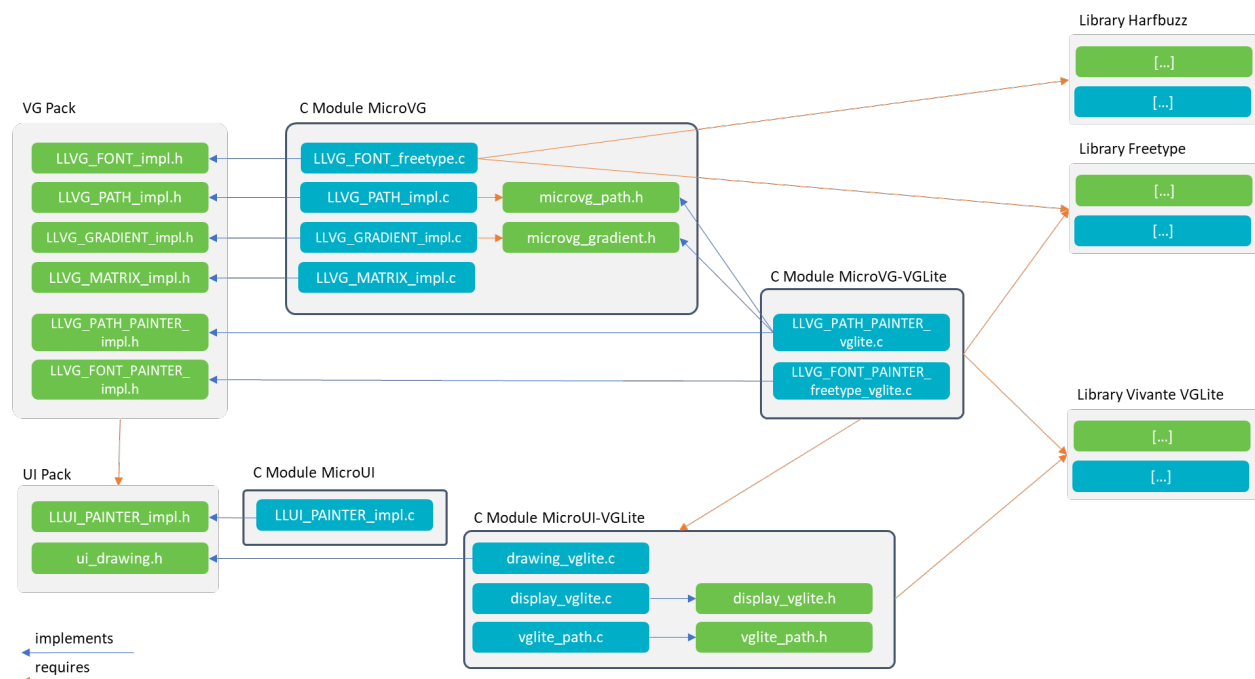 Library Harfbuzz
[...]
[...]
VG Pack
C Module MicroVG
LLVG_FONT_impl.h
LLVG_FONT_freetype.c
Library Freetype
LLVG_PATH_impl.h
LLVG_PATH_impl.c
microvg_path.h
[...]
LLVG_GRADIENT_impl.h
LLVG_GRADIENT_impl.c
microvg_gradient.h
[...]
LLVG_MATRIX_impl.h
LLVG_MATRIX_impl.c
C Module MicroVG-VGLite
LLVG_PATH_PAINTER_
impl.h
LLVG_PATH_PAINTER_
vglite.c
LLVG_FONT_PAINTER_
impl.h
LLVG_FONT_PAINTER_
freetype_vglite.c
Library Vivante VGLite
[...]
[...]
UI Pack
C Module MicroUI
LLUI_PAINTER_impl.h
LLUI_PAINTER_impl.c
C Module MicroUI-VGLite
ui_drawing.h
drawing_vglite.c
display_vglite.c
display_vglite.h
vglite_path.c
vglite_path.h
implements
requires